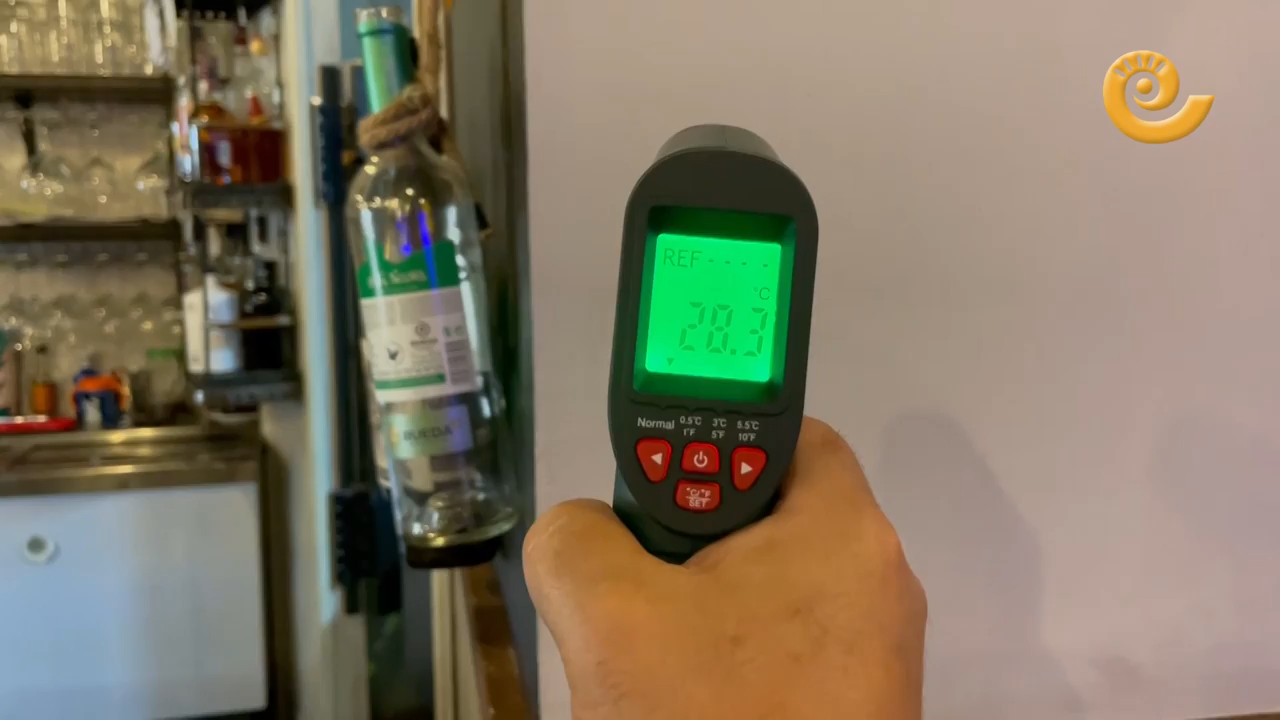 REF - - - -
°C
28.3
Normal 0.5°C 3°C 5.5°C
1°F 5°F 10°F
°C/°F
SET
RUEDA